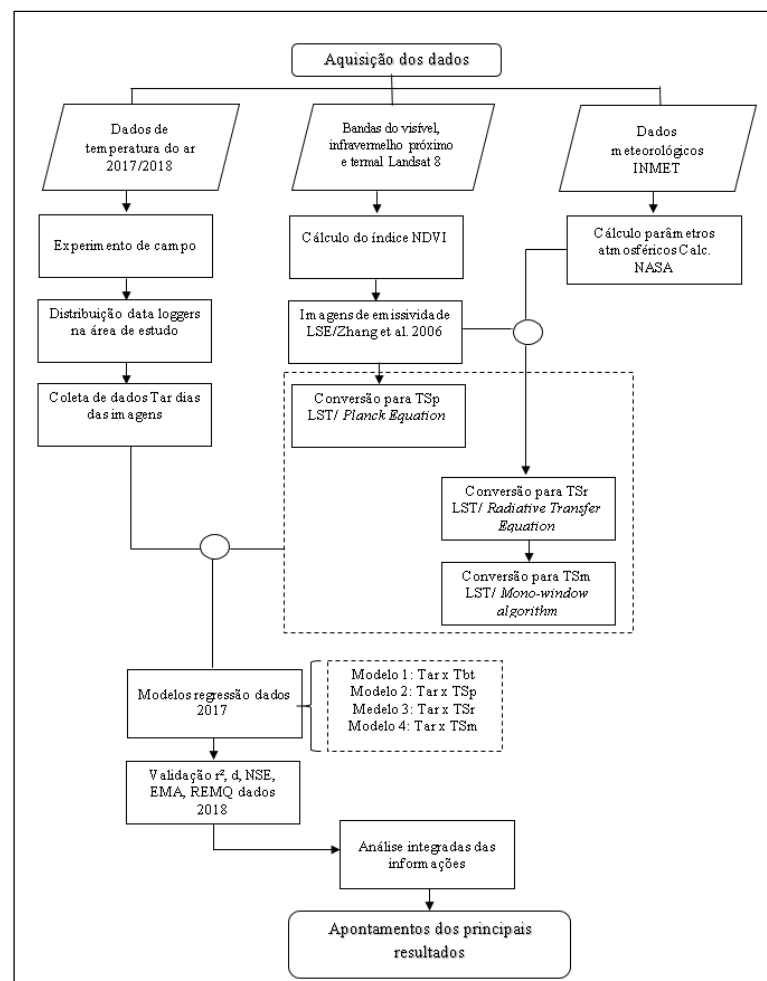 Aquisição dos dados
Dados de
temperatura do ar
2017/2018
Bandas do visível,
infravermelho próximo
e termal Landsat 8
Dados
meteorológicos
INMET
Experimento de campo
Cálculo do índice NDVI
Cálculo parâmetros
atmosféricos Calc.
NASA
Distribuição data loggers
na área de estudo
Imagens de emissividade
LSE/Zhang et al. 2006
Coleta de dados Tar dias
das imagens
Conversão para TSp
LST/ Planck Equation
Conversão para TSr
LST/ Radiative Transfer
Equation
Conversão para TSm
LST/ Mono-window
algorithm
Modelos regressão dados
2017
Modelo 1: Tar x Tbt
Modelo 2: Tar x TSp
Medelo 3: Tar x TSr
Modelo 4: Tar x TSm
Validação r², d, NSE,
EMA, REMQ dados
2018
Análise integradas das
informações
Apontamentos dos principais
resultados